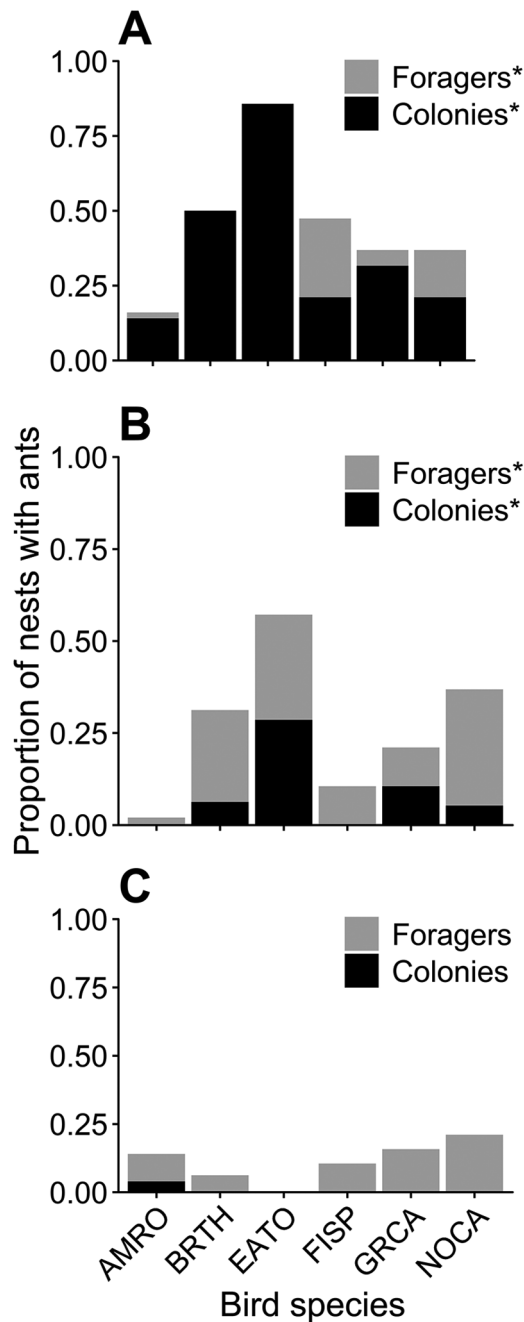 A
1.00
0.75
0.50
0.25
0.00
Foragers*
Colonies*
B
1.00
0.75
0.50
0.25
0.00
Foragers*
Colonies*
Proportion of nests with ants
C
1.00
0.75
0.50
0.25
0.00
Foragers
Colonies
AMRO
BRTH
EATO
FISP
GRCA
NOCA
Bird species